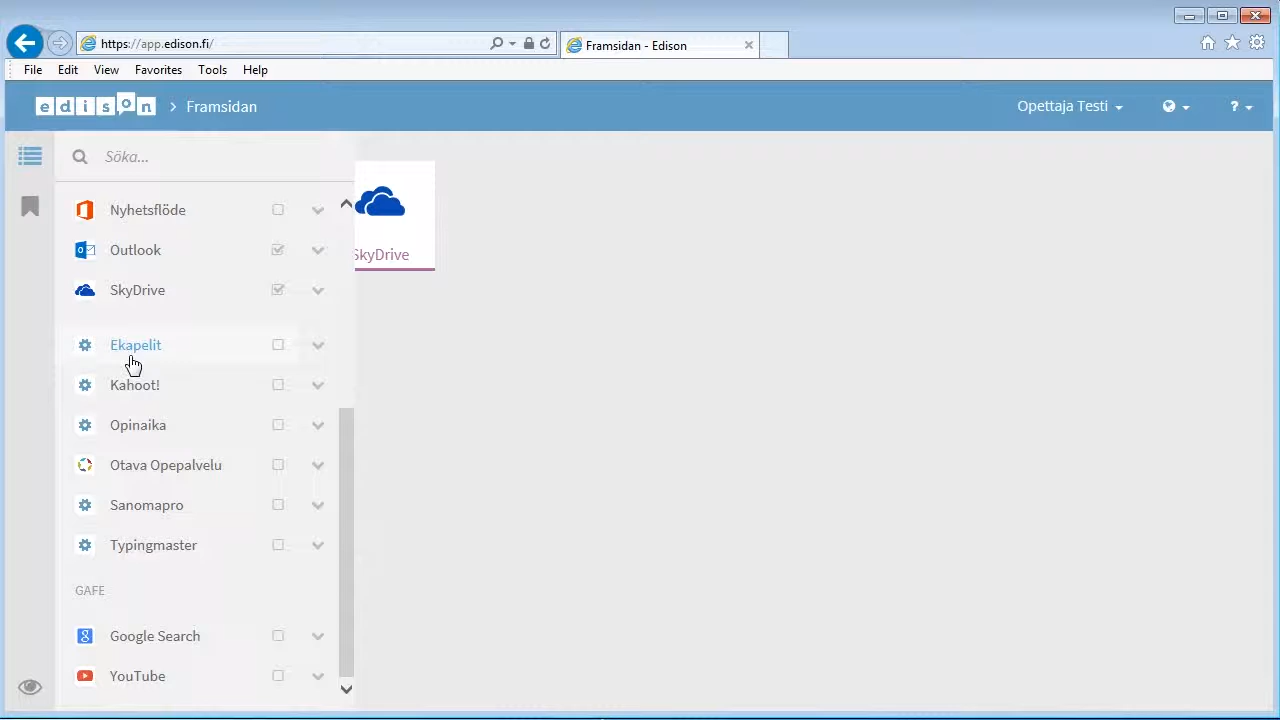 https://app.edison.fi/
Framsidan - Edison
File Edit View Favorites Tools Help
edison > Framsidan
Opettaja Testi
?
Söka...
Nyhetsflöde
Outlook
SkyDrive
SkyDrive
Ekapelit
Kahoot!
Opinaika
Otava Opepalvelu
Sanomapro
Typingmaster
GAFE
Google Search
YouTube